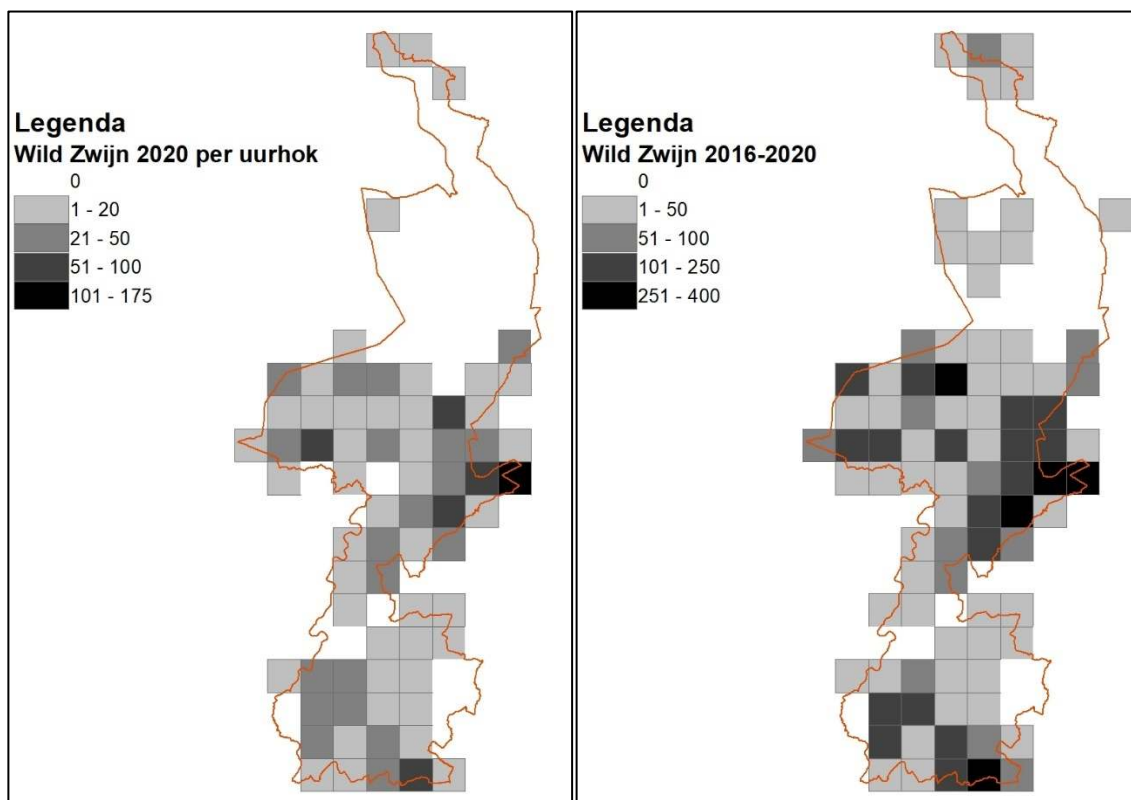 Legenda
Wild Zwijn 2020 per uurhok
0
1 - 20
21 - 50
51 - 100
101 - 175
Legenda
Wild Zwijn 2016-2020
0
1 - 50
51 - 100
101 - 250
251 - 400